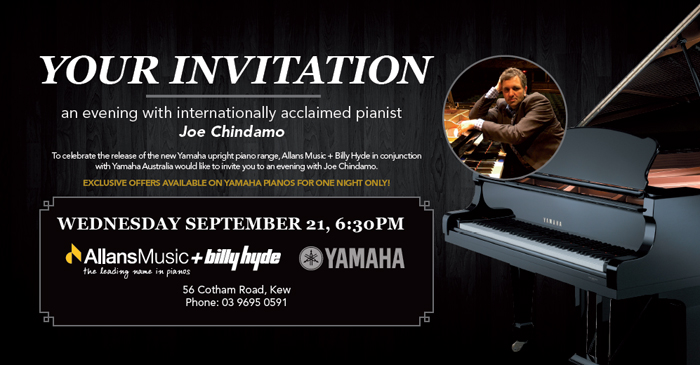 YOUR INVITATION
an evening with internationally acclaimed pianist
Joe Chindamo
To celebrate the release of the new Yamaha upright piano range, Allans Music + Billy Hyde in conjunction
with Yamaha Australia would like to invite you to an evening with Joe Chindamo.
EXCLUSIVE OFFERS AVAILABLE ON YAMAHA PIANOS FOR ONE NIGHT ONLY!
WEDNESDAY SEPTEMBER 21, 6:30PM
AllansMusic + billy hyde
the leading name in pianos
YAMAHA
56 Cotham Road, Kew
Phone: 03 9695 0591
YAMAHA